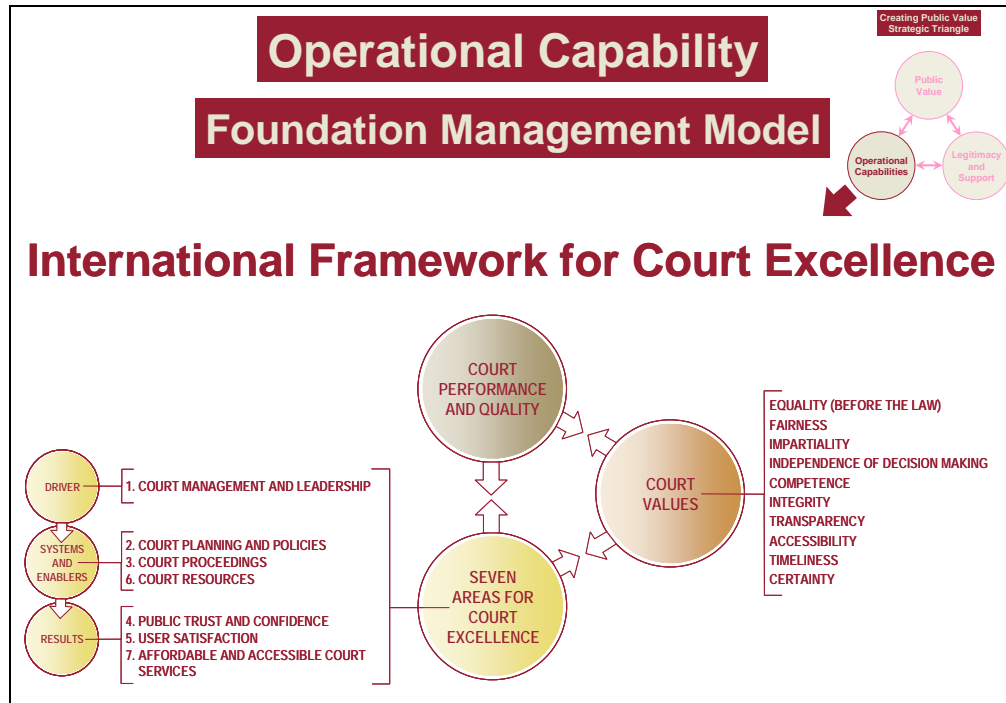 Creating Public Value
Strategic Triangle
Operational Capability
Foundation Management Model
Public
Value
Operational
Capabilities
Legitimacy
and
Support
International Framework for Court Excellence
COURT
PERFORMANCE
AND QUALITY
COURT
VALUES
EQUALITY (BEFORE THE LAW)
FAIRNESS
IMPARTIALITY
INDEPENDENCE OF DECISION MAKING
COMPETENCE
INTEGRITY
TRANSPARENCY
ACCESSIBILITY
TIMELINESS
CERTAINTY
DRIVER
1. COURT MANAGEMENT AND LEADERSHIP
SYSTEMS
AND
ENABLERS
2. COURT PLANNING AND POLICIES
3. COURT PROCEEDINGS
6. COURT RESOURCES
RESULTS
4. PUBLIC TRUST AND CONFIDENCE
5. USER SATISFACTION
7. AFFORDABLE AND ACCESSIBLE COURT
SERVICES
SEVEN
AREAS FOR
COURT
EXCELLENCE